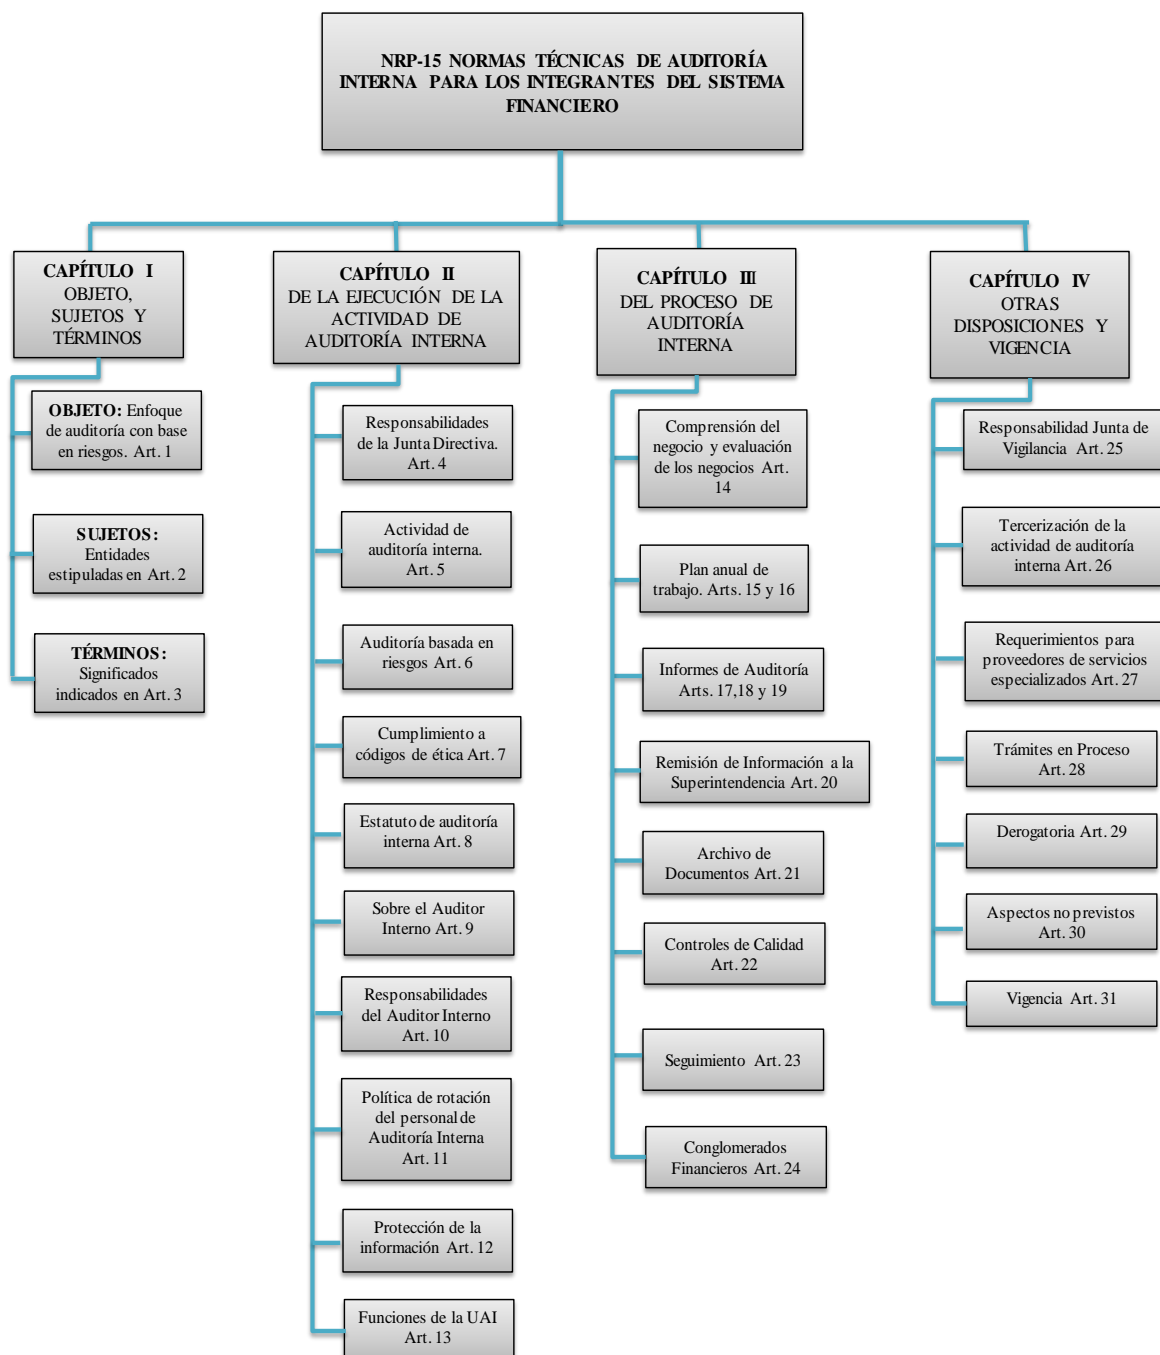 NRP-15 NORMAS TÉCNICAS DE AUDITORÍA
INTERNA PARA LOS INTEGRANTES DEL SISTEMA
FINANCIERO
CAPÍTULO I
OBJETO,
SUJETOS Y
TÉRMINOS
OBJETO: Enfoque
de auditoría con base
en riesgos. Art. 1
SUJETOS:
Entidades
estipuladas en Art. 2
TÉRMINOS:
Significados
indicados en Art. 3
CAPÍTULO II
DE LA EJECUCIÓN DE LA
ACTIVIDAD DE
AUDITORÍA INTERNA
Responsabilidades
de la Junta Directiva.
Art. 4
Actividad de
auditoría interna.
Art. 5
Auditoría basada en
riesgos Art. 6
Cumplimiento a
códigos de ética Art. 7
Estatuto de auditoría
interna Art. 8
Sobre el Auditor
Interno Art. 9
Responsabilidades
del Auditor Interno
Art. 10
Política de rotación
del personal de
Auditoría Interna
Art. 11
Protección de la
información Art. 12
Funciones de la UAI
Art. 13
CAPÍTULO III
DEL PROCESO DE
AUDITORÍA
INTERNA
Comprensión del
negocio y evaluación
de los negocios Art.
14
Plan anual de
trabajo. Arts. 15 y 16
Informes de Auditoría
Arts. 17,18 y 19
Remisión de Información a la
Superintendencia Art. 20
Archivo de
Documentos Art. 21
Controles de Calidad
Art. 22
Seguimiento Art. 23
Conglomerados
Financieros Art. 24
CAPÍTULO IV
OTRAS
DISPOSICIONES Y
VIGENCIA
Responsabilidad Junta de
Vigilancia Art. 25
Tercerización de la
actividad de auditoría
interna Art. 26
Requerimientos para
proveedores de servicios
especializados Art. 27
Trámites en Proceso
Art. 28
Derogatoria Art. 29
Aspectos no previstos
Art. 30
Vigencia Art. 31